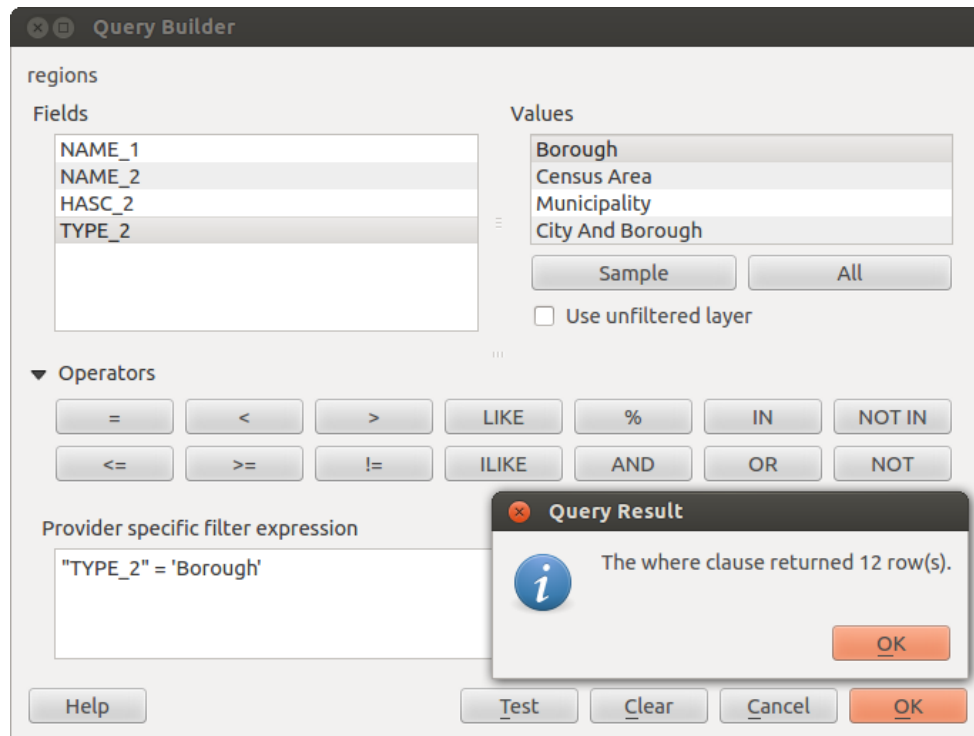 Query Builder
regions
Fields
NAME_1
NAME_2
HASC_2
TYPE_2
Values
Borough
Census Area
Municipality
City And Borough
Sample All
Use unfiltered layer
Operators
= < > LIKE % IN NOT IN
<= >= != ILIKE AND OR NOT
Provider specific filter expression
"TYPE_2" = 'Borough'
Query Result
The where clause returned 12 row(s).
OK
Help Test Clear Cancel OK